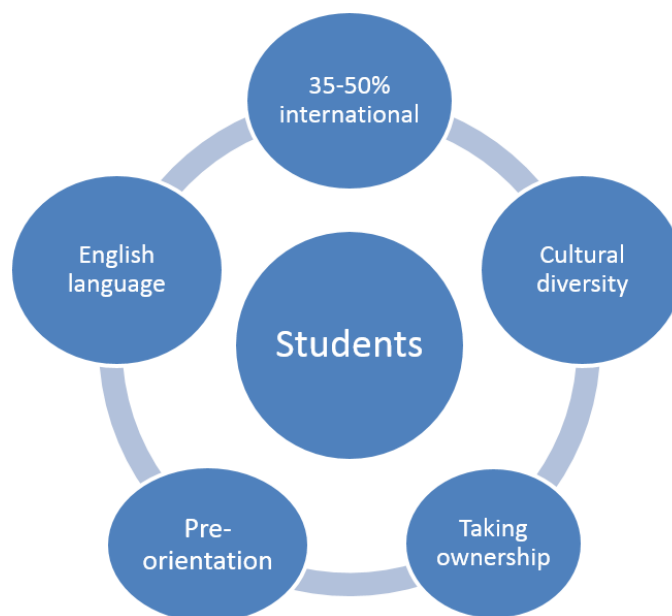 35-50%
international
Cultural
diversity
Taking
ownership
Pre-
orientation
English
language
Students